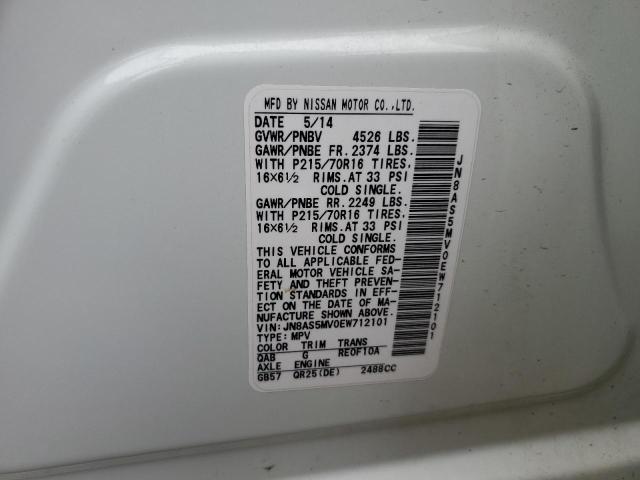 MFD BY NISSAN MOTOR CO.,LTD.
DATE 5/14
GVWR/PNBV 4526 LBS.
GAWR/PNBE FR. 2374 LBS.
WITH P215/70R16 TIRES,
16×6½ RIMS.AT 33 PSI
COLD SINGLE.
GAWR/PNBE RR. 2249 LBS.
WITH P215/70R16 TIRES,
16×6½ RIMS.AT 33 PSI
COLD SINGLE.
THIS VEHICLE CONFORMS
TO ALL APPLICABLE FED-
ERAL MOTOR VEHICLE SA-
FETY AND THEFT PREVENTION
STANDARDS IN EFF-
ECT ON THE DATE OF MA-
NUFACTURE SHOWN ABOVE.
VIN: JN8AS5MV0EW712101
TYPE: MPV
COLOR TRIM TRANS
QAB G RE0F10A
AXLE ENGINE
GB57 QR25(DE) 2488CC
JN8AS5MV0EW712101